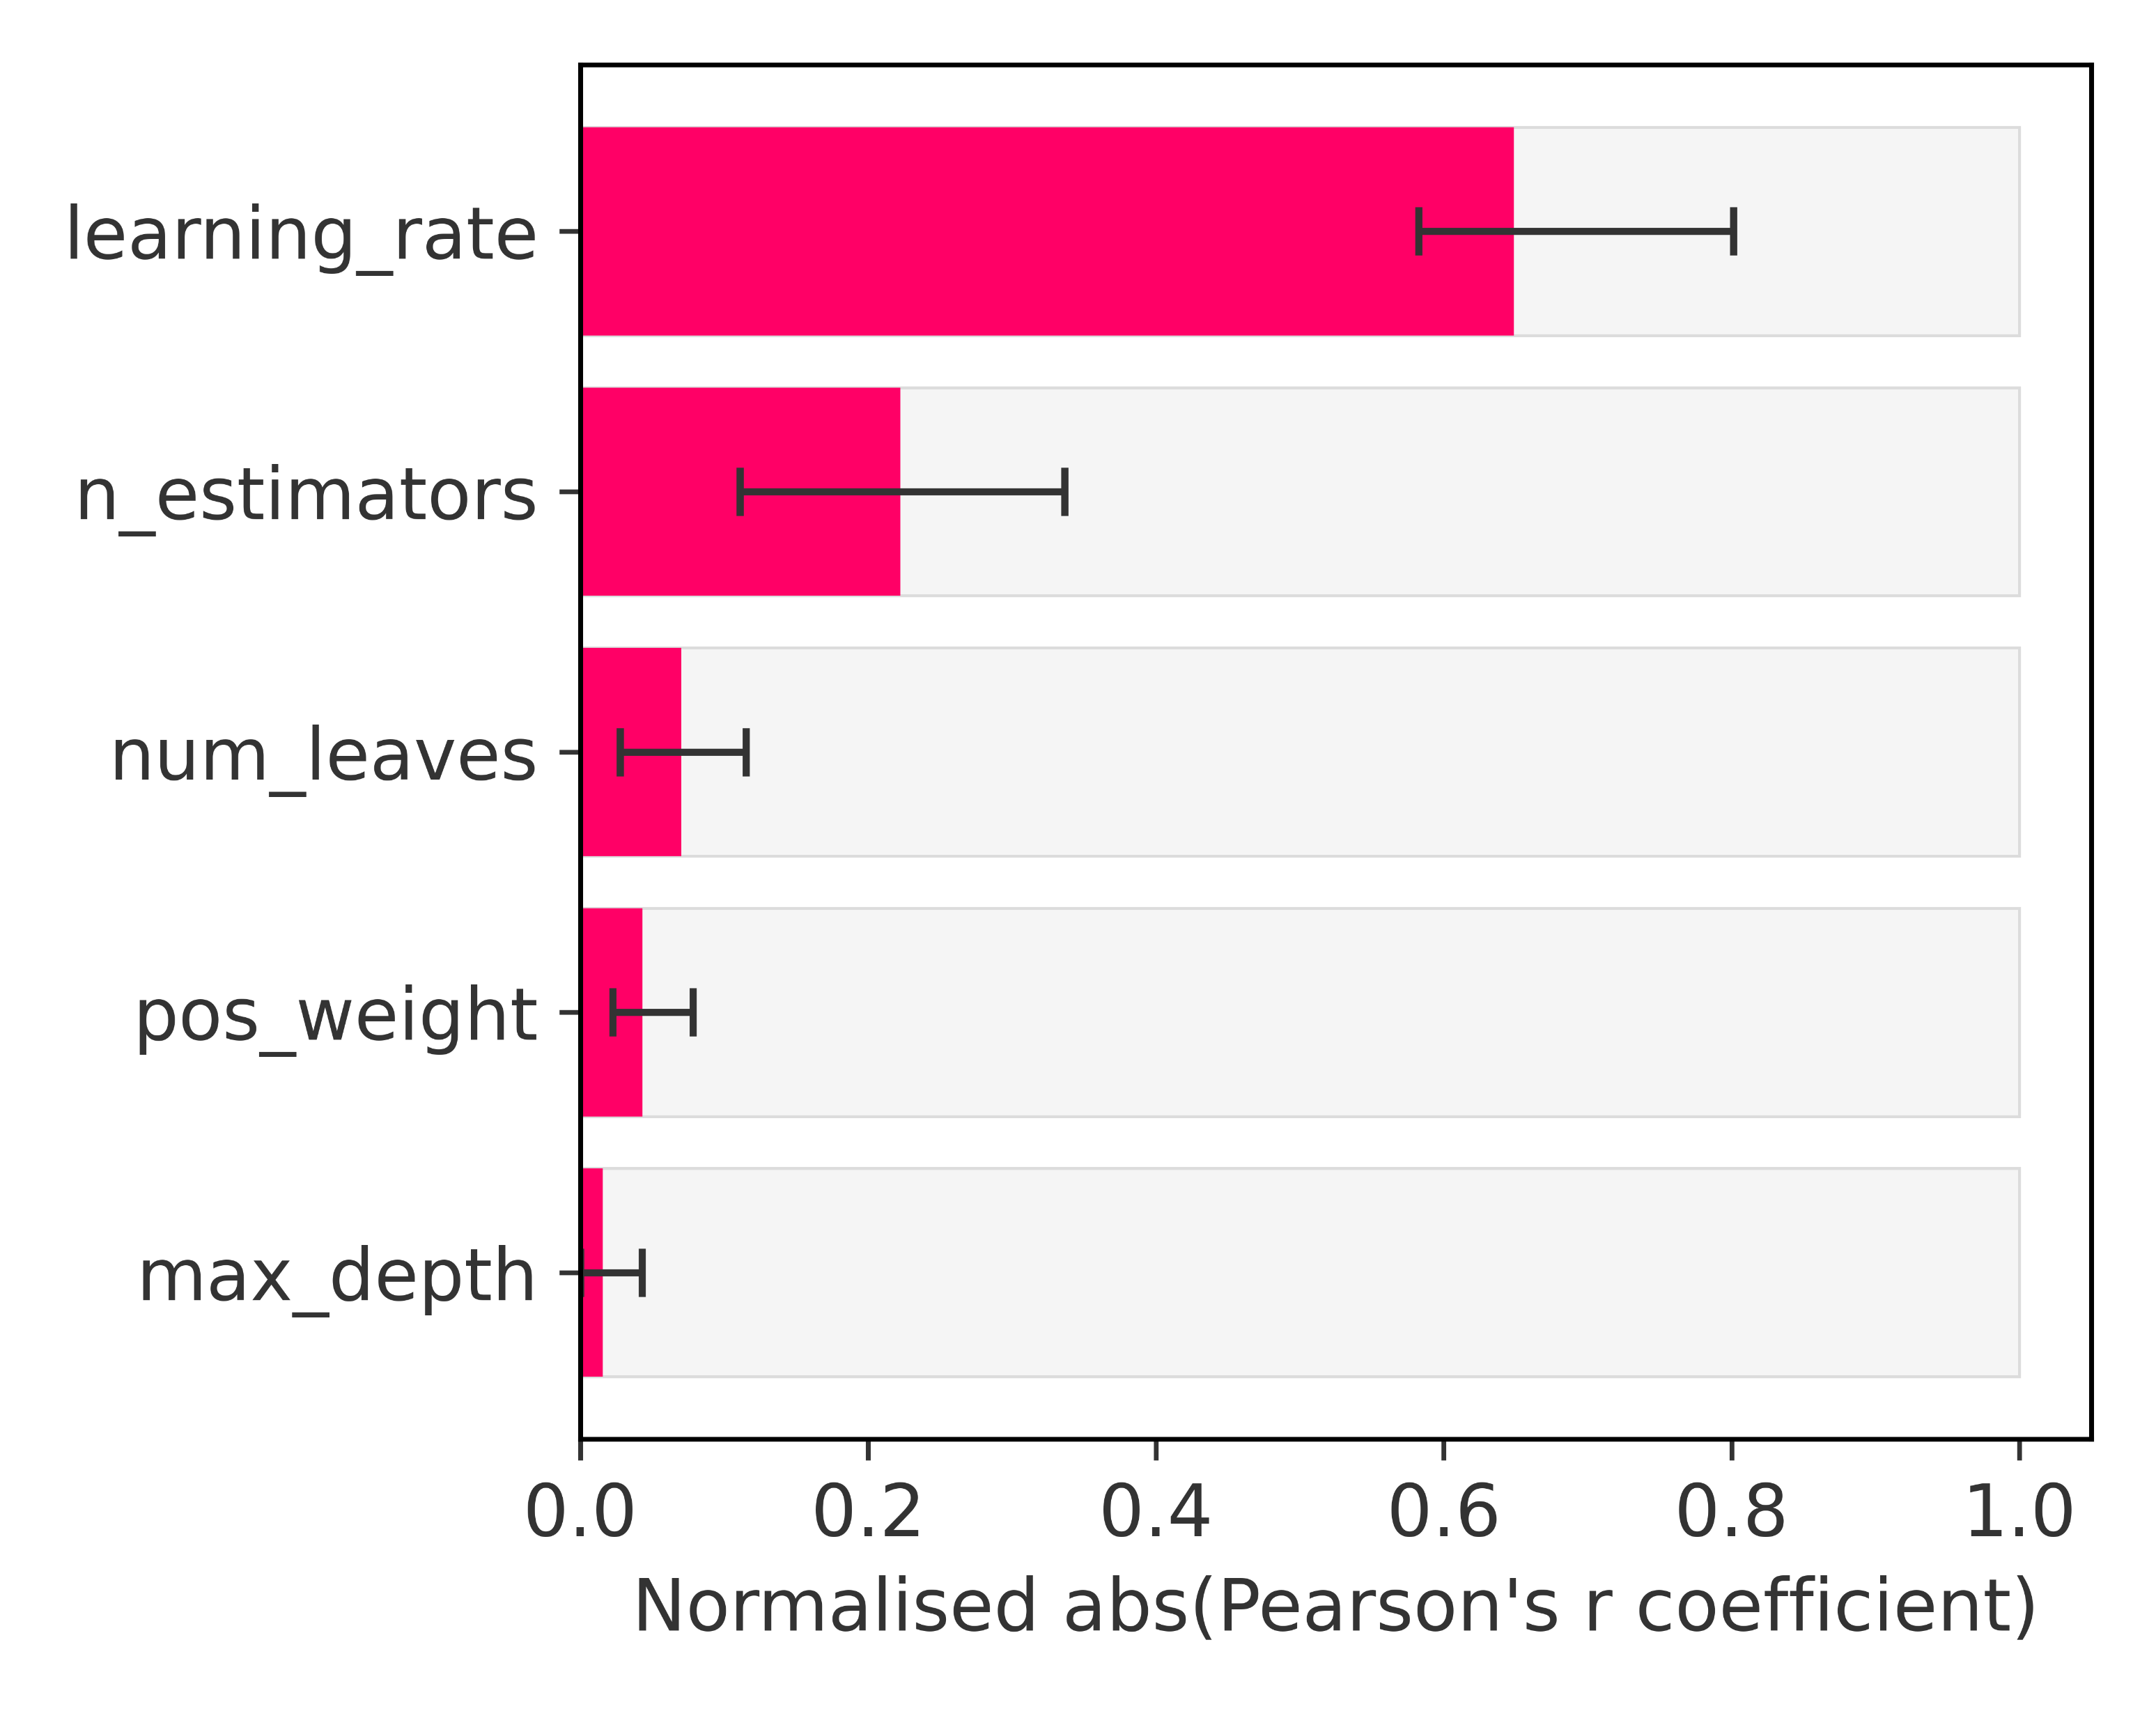 learning_rate
n_estimators
num_leaves
pos_weight
max_depth
0.0 0.2 0.4 0.6 0.8 1.0
Normalised abs(Pearson's r coefficient)